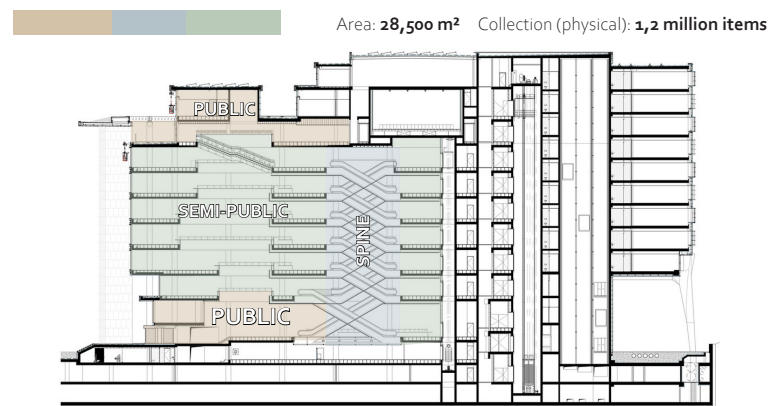 Area: 28,500 m² Collection (physical): 1,2 million items
PUBLIC
SEMI-PUBLIC
SPINE
PUBLIC